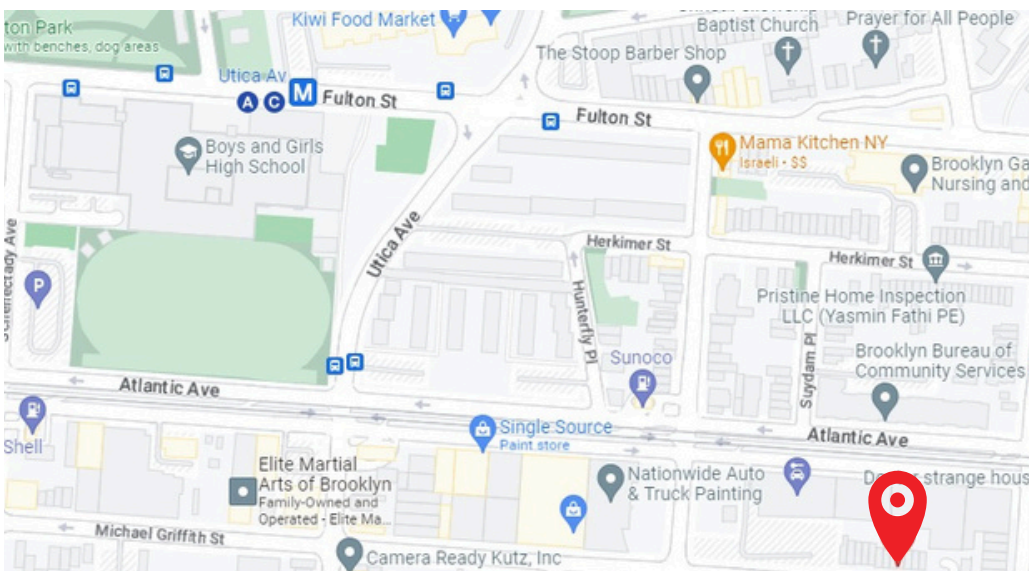 ton Park
with benches, dog areas
Kiwi Food Market
Baptist Church
Prayer for All People
The Stoop Barber Shop
Utica Av
A C M Fulton St
Fulton St
Boys and Girls
High School
Mama Kitchen NY
Israeli • $$
Brooklyn Ga
Nursing and
Utica Ave
Herkimer St
Herkimer St
Schenectady Ave
P
Hunterfly Pl
Pristine Home Inspection
LLC (Yasmin Fathi PE)
Sunoco
Suydam Pl
Brooklyn Bureau of
Community Services
Atlantic Ave
Atlantic Ave
Shell
Single Source
Paint store
Elite Martial
Arts of Brooklyn
Family-Owned and
Operated - Elite Ma...
Nationwide Auto
& Truck Painting
strange hous
Michael Griffith St
Camera Ready Kutz, Inc